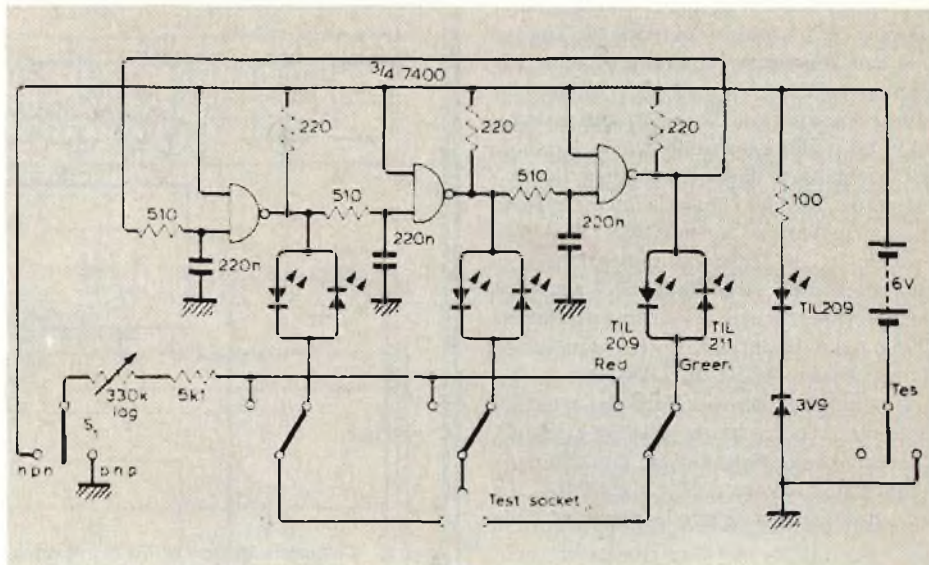 3/4 7400
220
220
220
510
510
510
100
220n
220n
220n
6V
TIL 209
TIL 211
TIL209
Red
Green
330k
log
5k1
3V9
Tes
S1
npn
pnp
Test socket